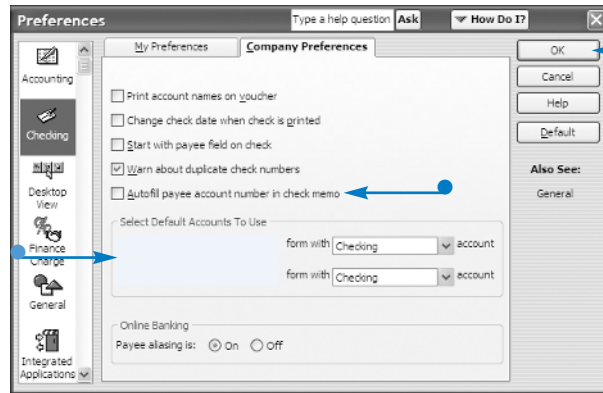 Preferences
Type a help question Ask
How Do I?
Accounting
Checking
Desktop
View
Finance
Charge
General
Integrated
Applications
My Preferences
Company Preferences
Print account names on voucher
Change check date when check is printed
Start with payee field on check
Warn about duplicate check numbers
Autofill payee account number in check memo
Select Default Accounts To Use
form with Checking account
form with Checking account
Online Banking
Payee aliasing is: On Off
OK
Cancel
Help
Default
Also See:
General